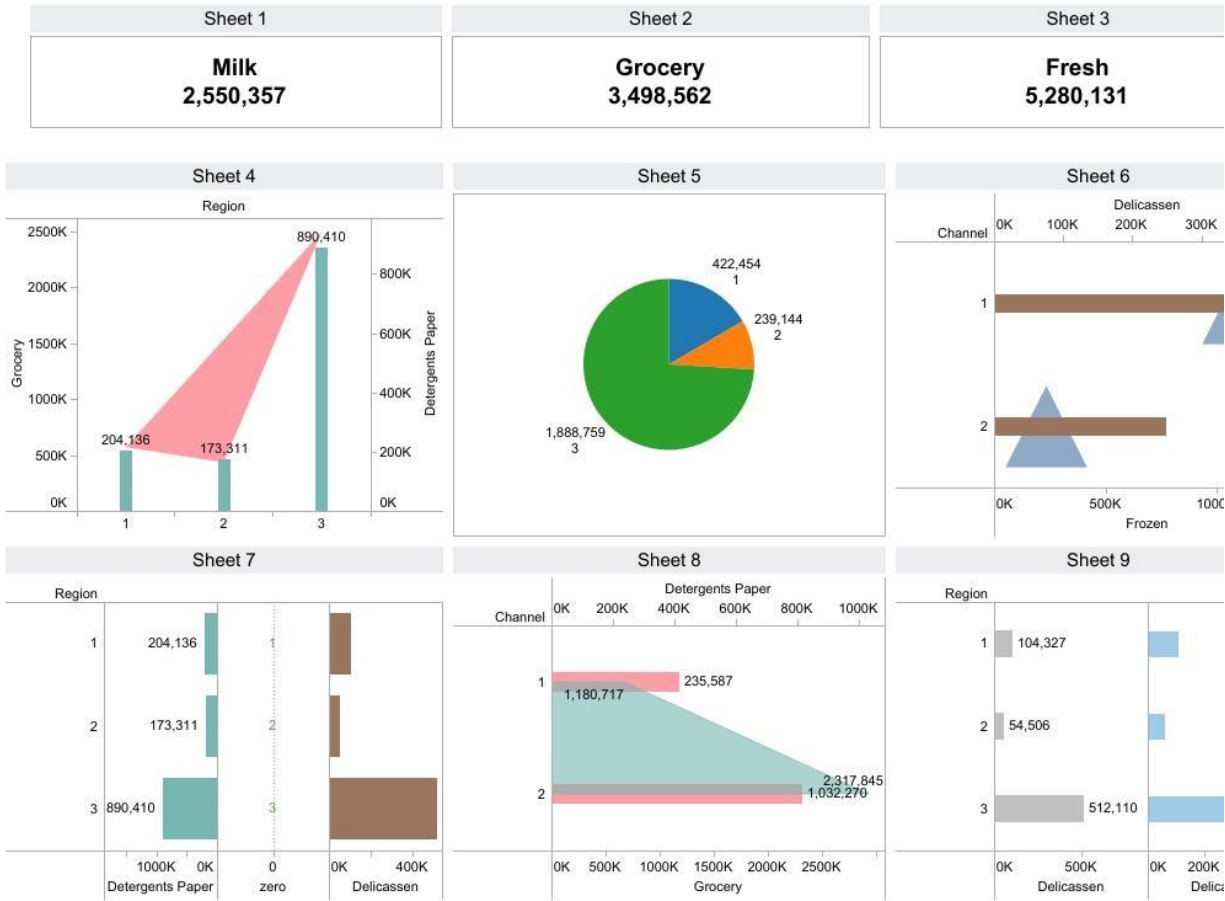 Sheet 1
Milk
2,550,357
Sheet 2
Grocery
3,498,562
Sheet 3
Fresh
5,280,131
Sheet 4
Region
2500K
2000K
1500K
1000K
500K
0K
Grocery
204,136
173,311
890,410
1
2
3
800K
600K
400K
200K
0K
Detergents Paper
Sheet 5
422,454
1
239,144
2
1,888,759
3
Sheet 6
Delicassen
Channel
0K 100K 200K 300K
1
2
0K 500K 1000
Frozen
Sheet 7
Region
1 204,136 1
2 173,311 2
3 890,410 3
1000K 0K 0 0K 400K
Detergents Paper zero Delicassen
Sheet 8
Detergents Paper
Channel
0K 200K 400K 600K 800K 1000K
1 235,587
1,180,717
2,317,845
2 1,032,270
0K 500K 1000K 1500K 2000K 2500K
Grocery
Sheet 9
Region
1 104,327
2 54,506
3 512,110
0K 500K 0K 200K
Delicassen Delica